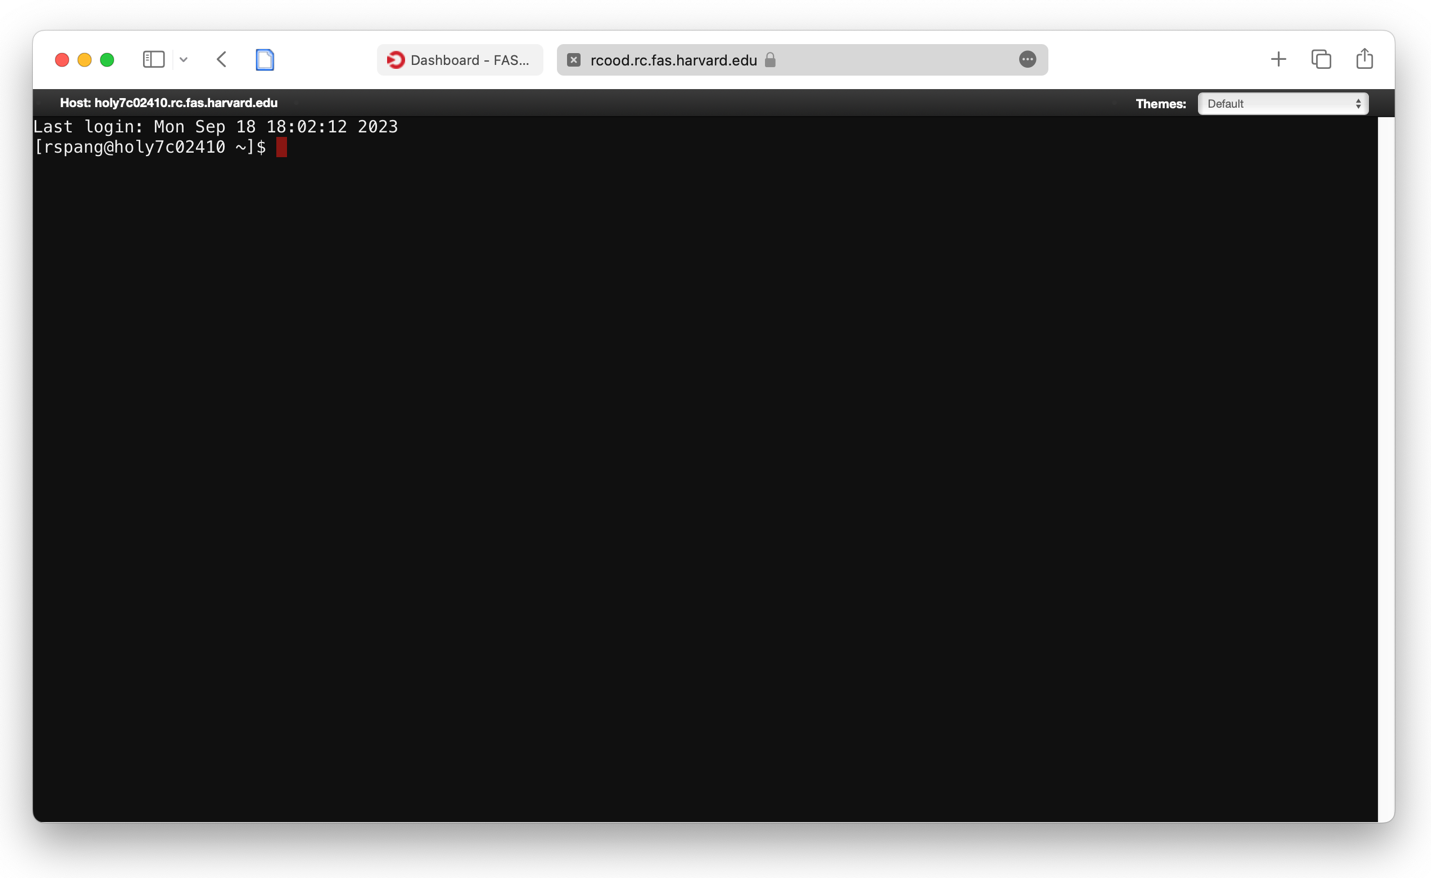 Dashboard - FAS...
rcood.rc.fas.harvard.edu
Host: holy7c02410.rc.fas.harvard.edu
Themes:
Default
Last login: Mon Sep 18 18:02:12 2023
[rspang@holy7c02410 ~]$